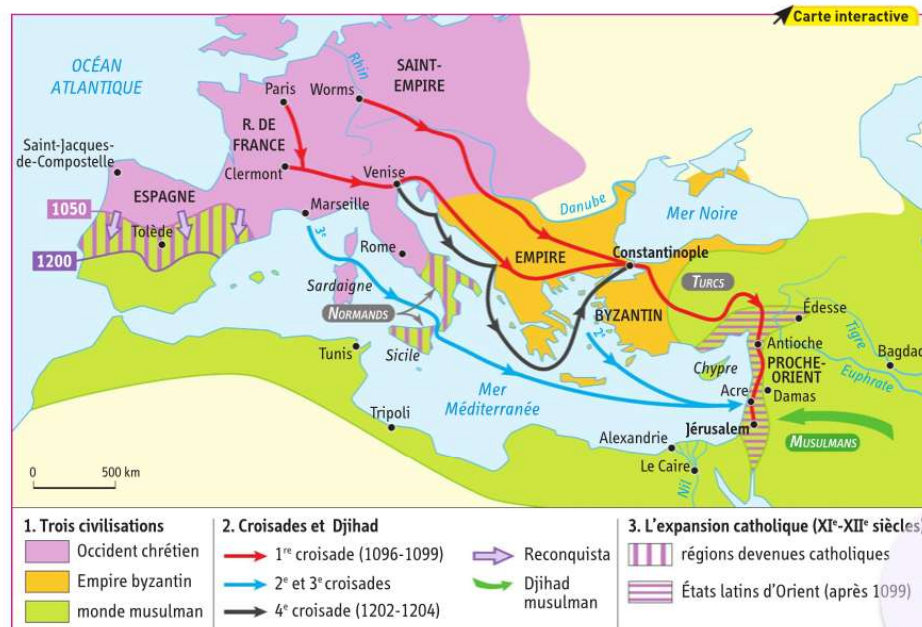 Carte interactive
OCÉAN
ATLANTIQUE
Rhin
SAINT-
EMPIRE
Paris
Worms
R. DE
FRANCE
Saint-Jacques-
de-Compostelle
Clermont
Venise
ESPAGNE
1050
Marseille
Danube
Mer Noire
Tolède
3e
Rome
Constantinople
1200
EMPIRE
Sardaigne
TURCS
NORMANDS
BYZANTIN
Édesse
2e
Tigre
Antioche
Bagdad
Tunis
Sicile
Chypre
PROCHE-
ORIENT
Euphrate
Mer
Méditerranée
Acre
Damas
Tripoli
Jérusalem
MUSULMANS
Alexandrie
Le Caire
Nil
0 500 km
1. Trois civilisations
Occident chrétien
Empire byzantin
monde musulman
2. Croisades et Djihad
1re croisade (1096-1099)
2e et 3e croisades
4e croisade (1202-1204)
Reconquista
Djihad
musulman
3. L'expansion catholique (XIe-XIIe siècles)
régions devenues catholiques
États latins d'Orient (après 1099)